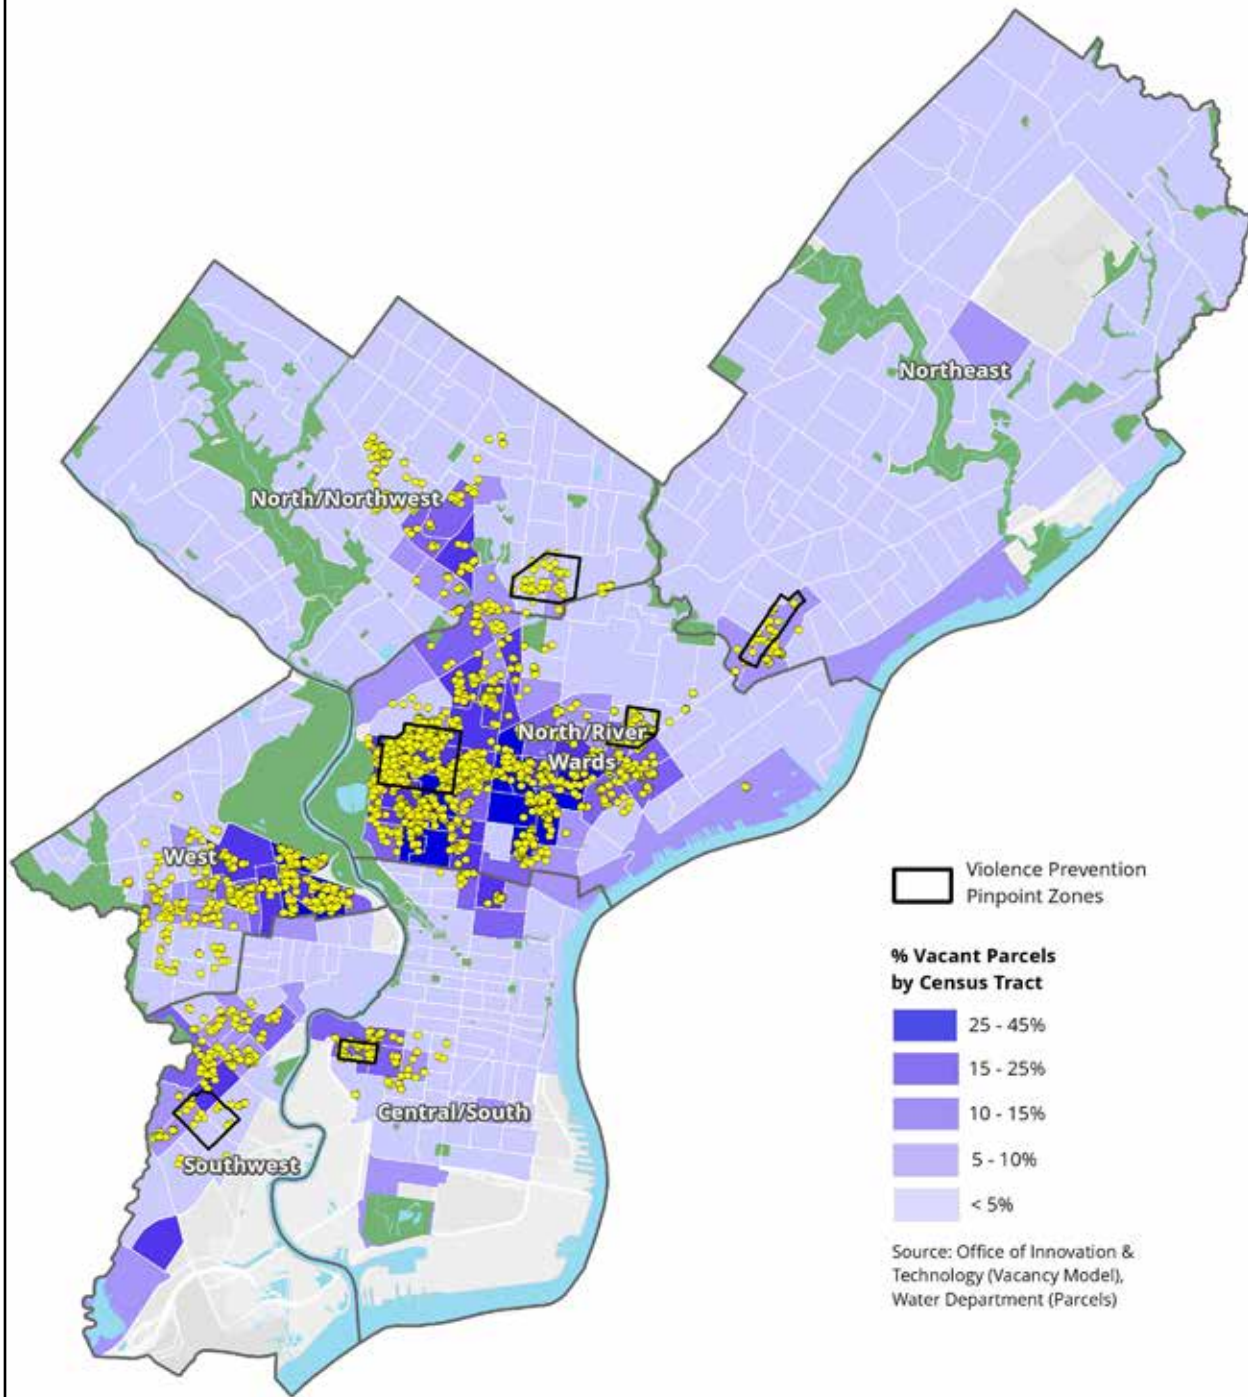 Northeast
North/Northwest
North/River
Wards
West
Violence Prevention
Pinpoint Zones
% Vacant Parcels
by Census Tract
25 - 45%
15 - 25%
10 - 15%
5 - 10%
< 5%
Central/South
Southwest
Source: Office of Innovation &
Technology (Vacancy Model),
Water Department (Parcels)